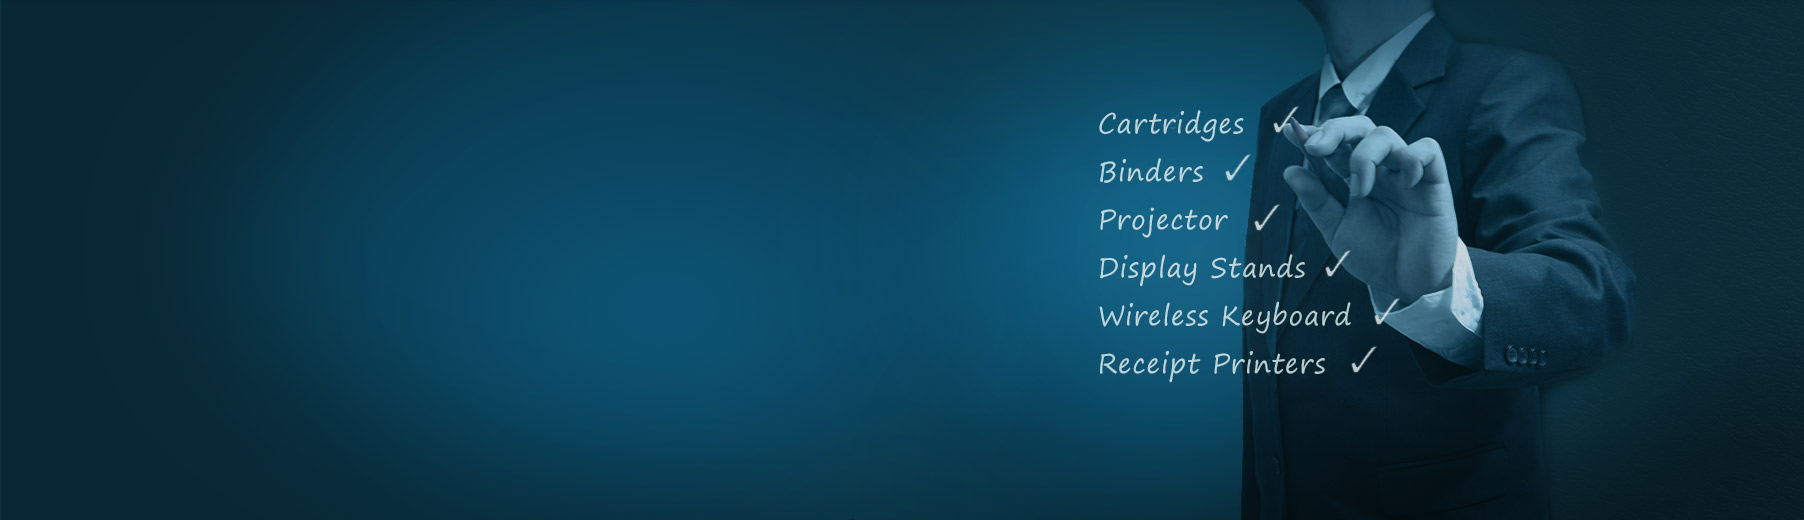 Cartridges ✓
Binders ✓
Projector ✓
Display Stands ✓
Wireless Keyboard ✓
Receipt Printers ✓